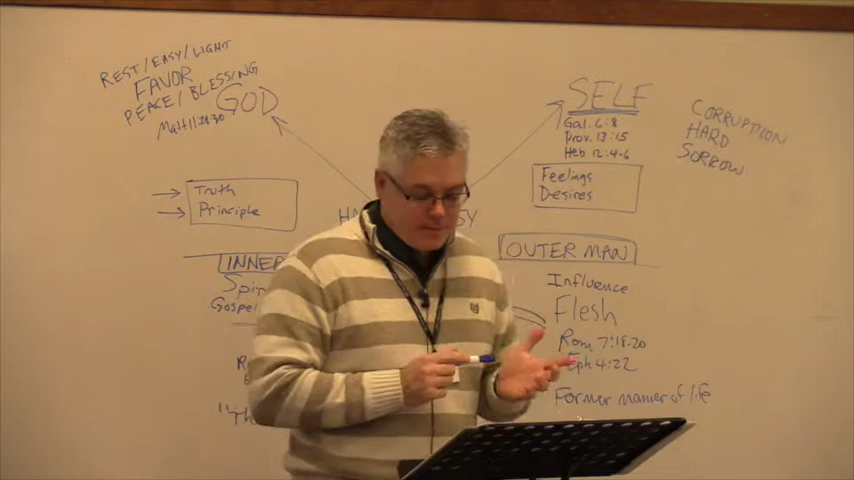 REST/EASY/LIGHT
FAVOR
PEACE/BLESSING
Matt 11:28-30
GOD
SELF
Gal. 6:8
Prov. 13:15
Heb 12:4-6
CORRUPTION
HARD
SORROW
Truth
Principle
Feelings
Desires
INNER
OUTER MAN
Gospel
Influence
Flesh
Rom 7:18-20
Eph 4:22
Former manner of life